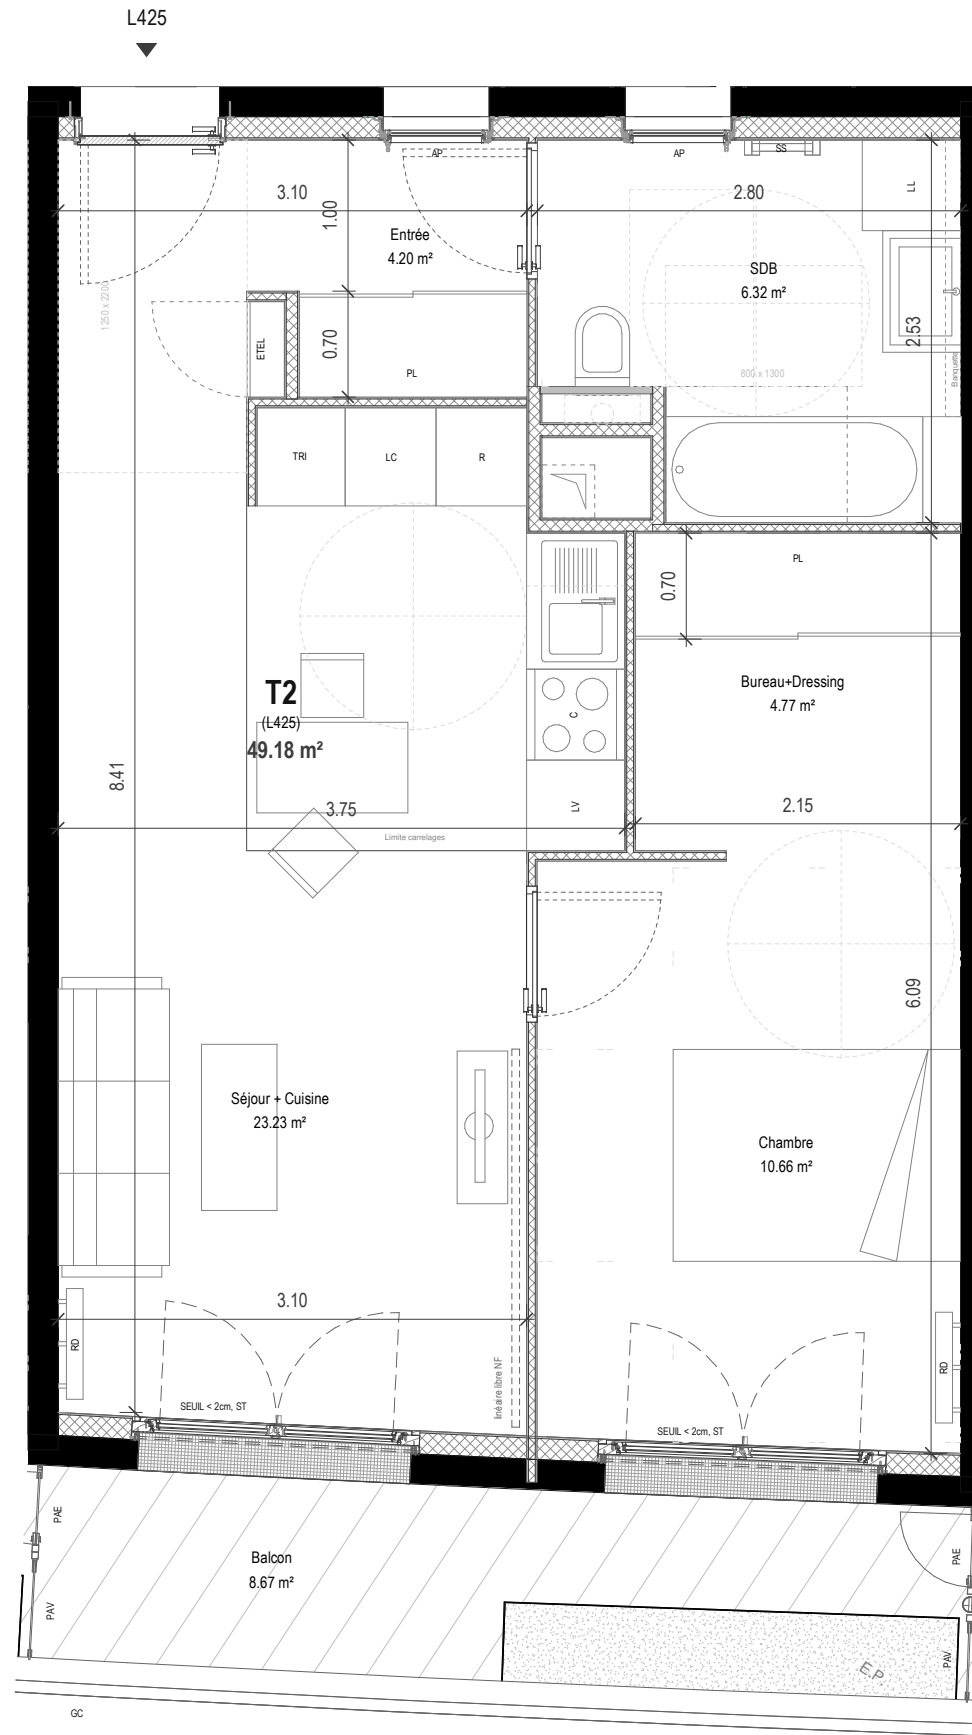 L425
AP
AP
SS
LL
3.10
2.80
1.00
Entrée
4.20 m²
SDB
6.32 m²
1250 x 2200
ETEL
0.70
PL
2.53
800 x 1300
Banquette
TRI
LC
R
PL
0.70
T2
(L425)
49.18 m²
C
Bureau+Dressing
4.77 m²
8.41
3.75
LV
2.15
Limite carrelages
6.09
Séjour + Cuisine
23.23 m²
Chambre
10.66 m²
3.10
RD
linéaire libre NF
RD
SEUIL < 2cm, ST
SEUIL < 2cm, ST
PAE
Balcon
8.67 m²
PAE
PAV
E.P.
PAV
GC